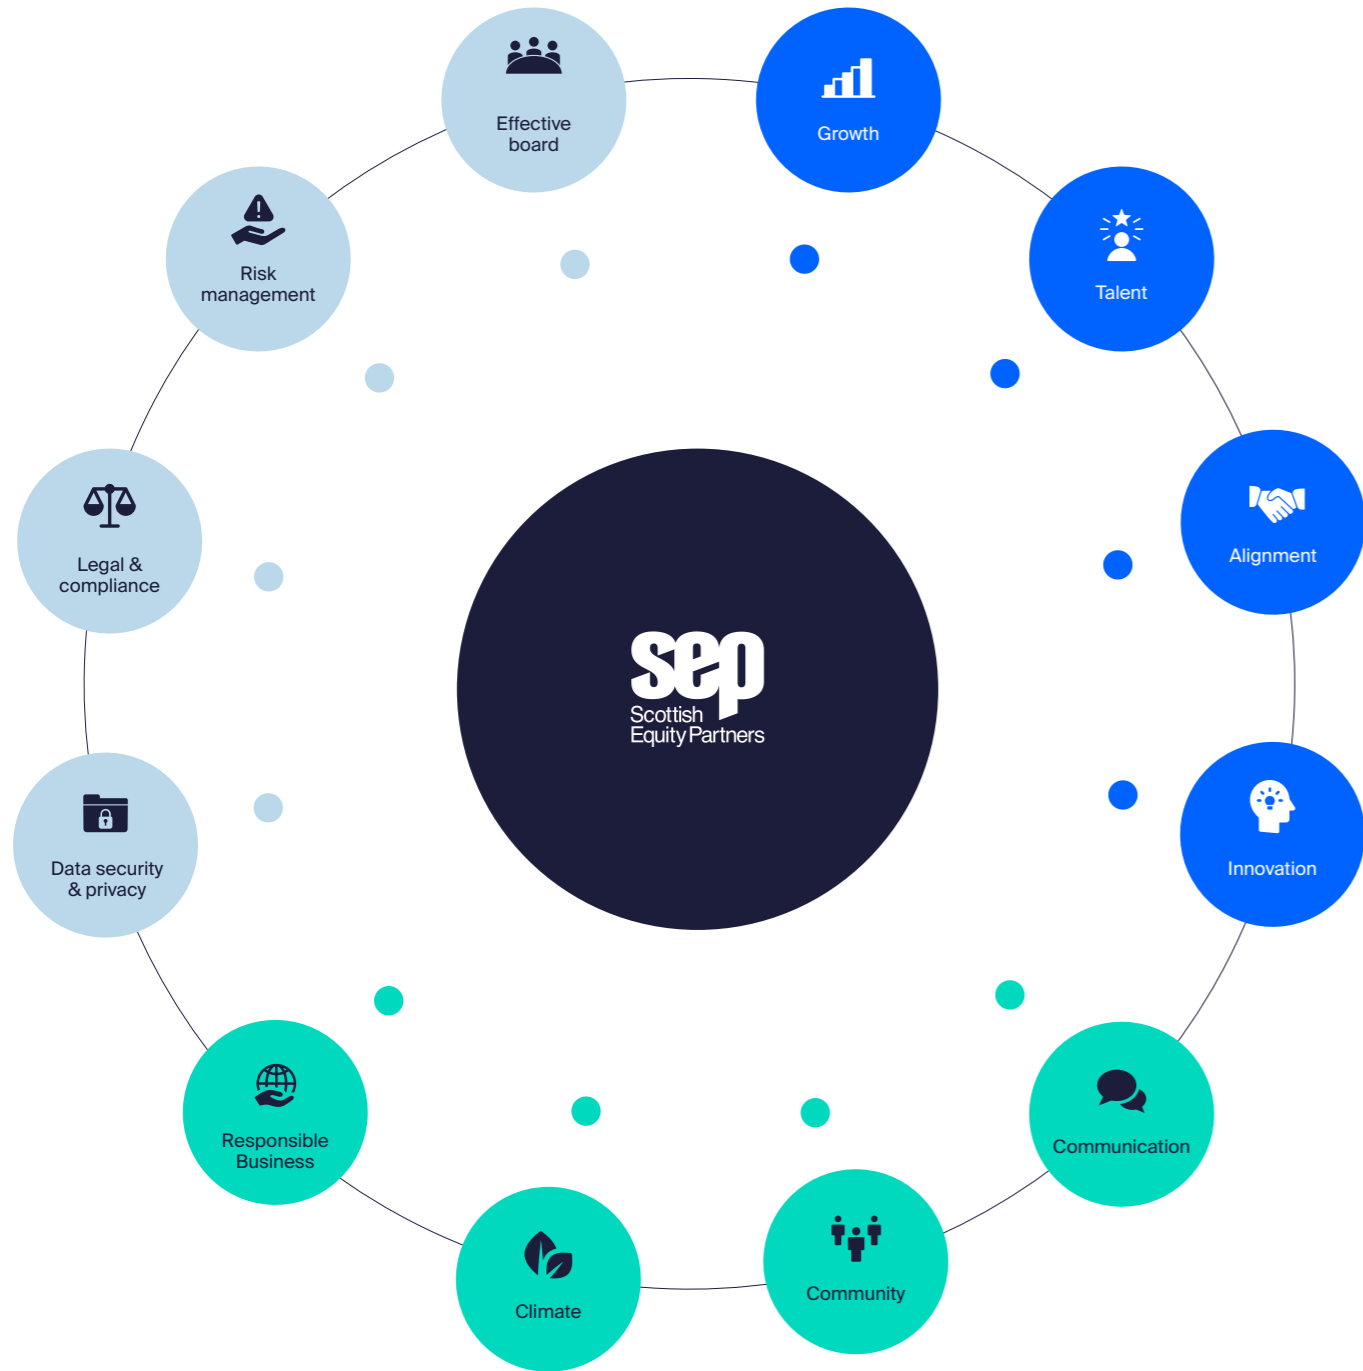 Effective
board
Growth
Risk
management
Talent
Legal &
compliance
Alignment
sep
Scottish
Equity Partners
Data security
& privacy
Innovation
Responsible
Business
Communication
Climate
Community